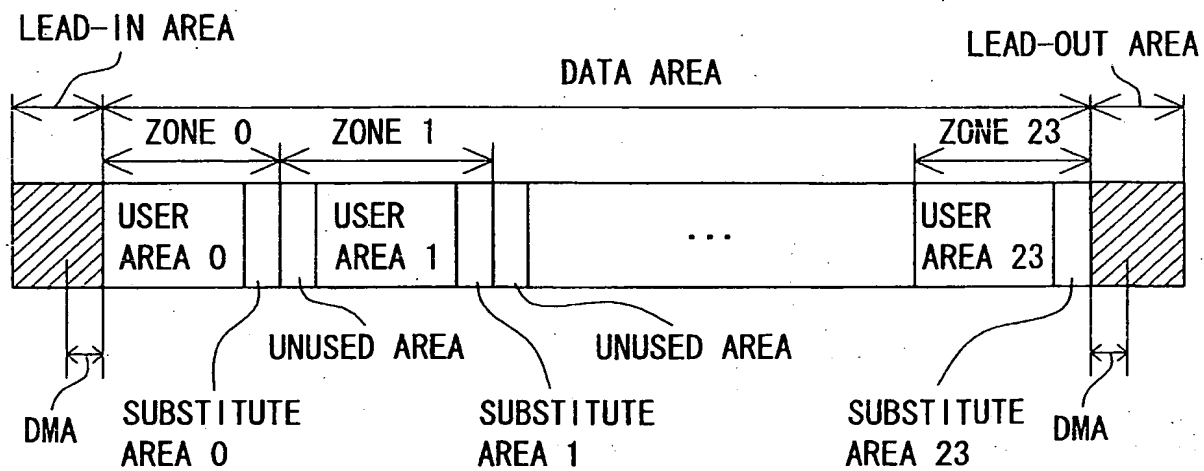 LEAD-IN AREA
LEAD-OUT AREA
DATA AREA
ZONE 0
ZONE 1
ZONE 23
USER
AREA 0
USER
AREA 1
...
USER
AREA 23
UNUSED AREA
UNUSED AREA
DMA
SUBSTITUTE
AREA 0
SUBSTITUTE
AREA 1
SUBSTITUTE
AREA 23
DMA